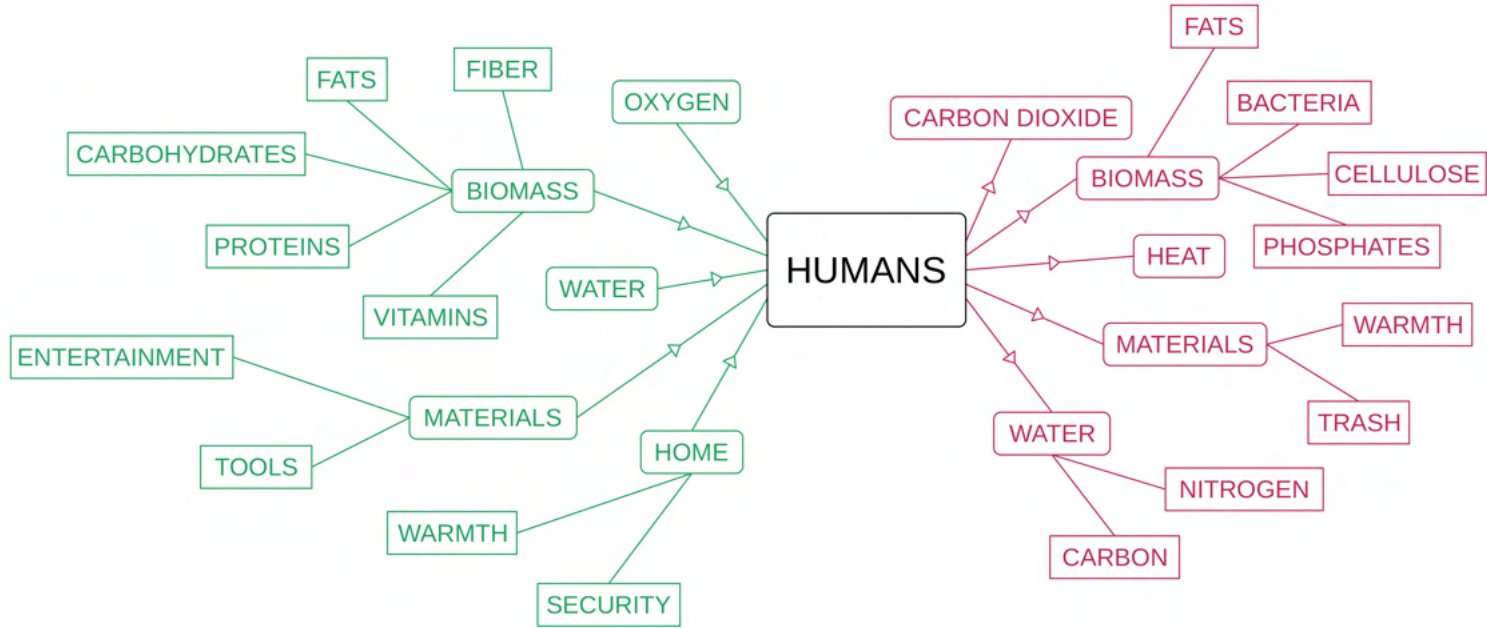 FATS
FIBER
OXYGEN
CARBOHYDRATES
BIOMASS
PROTEINS
WATER
VITAMINS
ENTERTAINMENT
MATERIALS
TOOLS
HOME
WARMTH
SECURITY
HUMANS
FATS
CARBON DIOXIDE
BACTERIA
BIOMASS
CELLULOSE
PHOSPHATES
HEAT
MATERIALS
WARMTH
TRASH
WATER
NITROGEN
CARBON